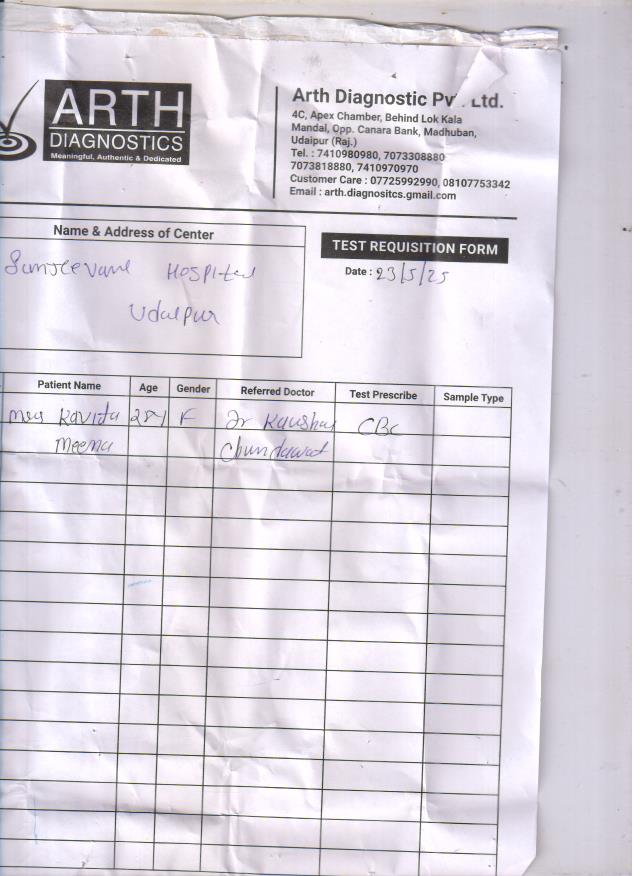 ARTH
DIAGNOSTICS
Meaningful, Authentic & Dedicated
Arth Diagnostic Pv. Ltd.
4C, Apex Chamber, Behind Lok Kala
Mandal, Opp. Canara Bank, Madhuban,
Udaipur (Raj.)
Tel. : 7410980980, 7073308880
7073818880, 7410970970
Customer Care : 07725992990, 08107753342
Email : arth.diagnositcs.gmail.com
Name & Address of Center
Hospital
Udaipur
TEST REQUISITION FORM
Date : 23/5/25
Patient Name Age Gender Referred Doctor Test Prescribe Sample Type
Mrs Kavita 28y F Dr Kaushal CBC
Meena Chundawat